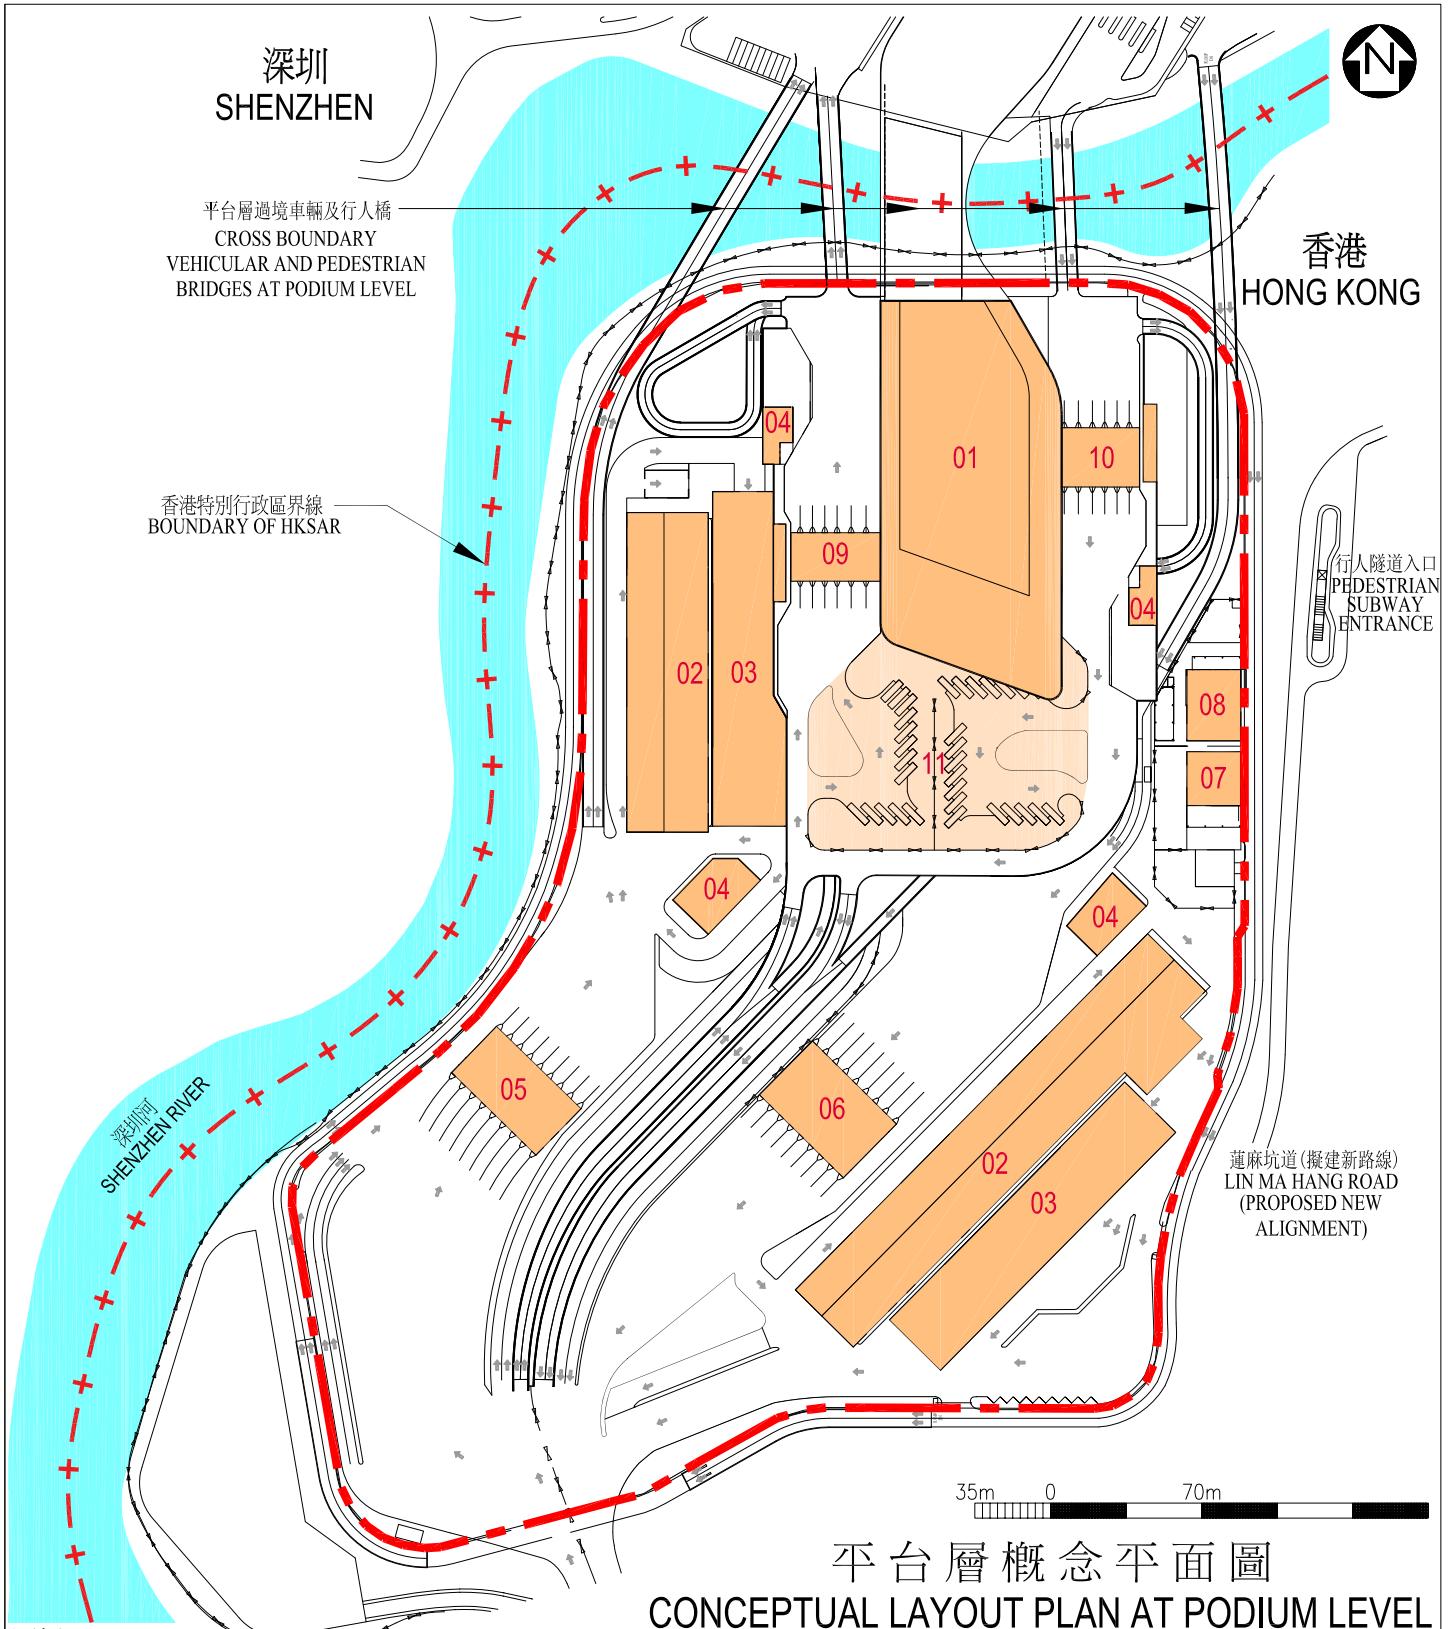 深圳
SHENZHEN
N
平台層過境車輛及行人橋
CROSS BOUNDARY
VEHICULAR AND PEDESTRIAN
BRIDGES AT PODIUM LEVEL
香港
HONG KONG
香港特別行政區界線
BOUNDARY OF HKSAR
04
01
10
09
行人隧道入口
PEDESTRIAN
SUBWAY
ENTRANCE
04
02
03
08
11
07
04
04
05
06
深圳河
SHENZHEN RIVER
02
03
蓮麻坑道(擬建新路線)
LIN MA HANG ROAD
(PROPOSED NEW
ALIGNMENT)
35m 0 70m
平台層概念平面圖
CONCEPTUAL LAYOUT PLAN AT PODIUM LEVEL